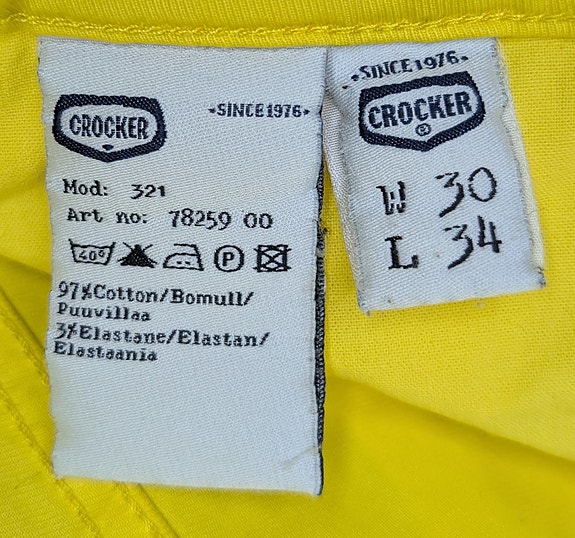 CROCKER
•SINCE1976•
Mod: 321
Art no: 78259 00
40°
P
97%Cotton/Bomull/
Puuvillaa
3%Elastane/Elastan/
Elastaania
•SINCE1976•
CROCKER
®
W 30
L 34